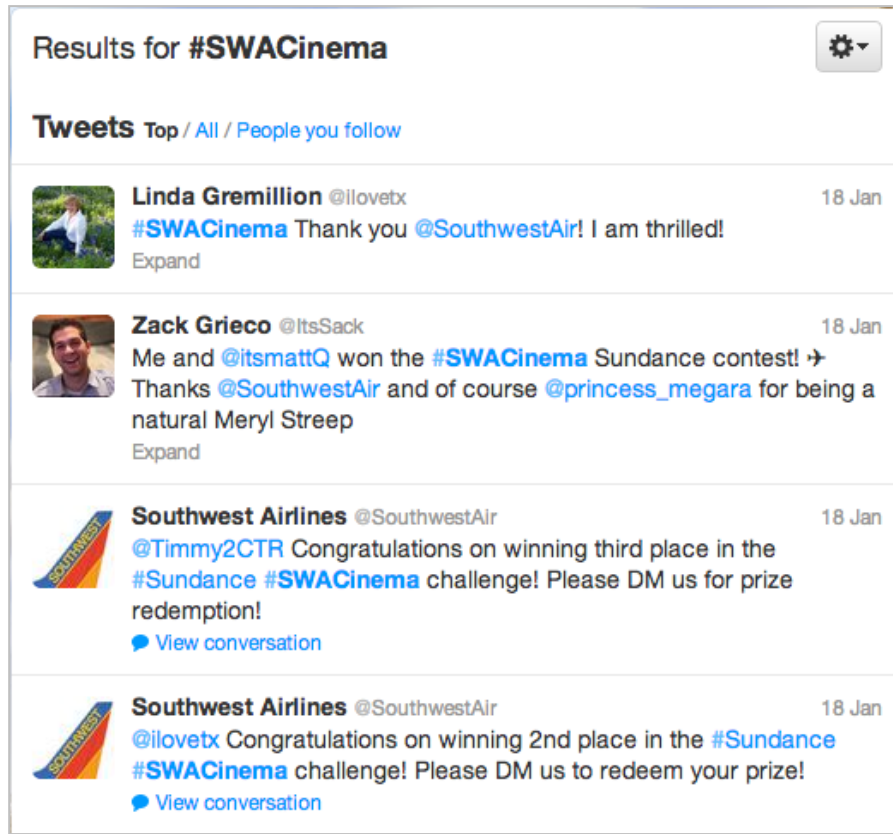 Results for #SWACinema
Tweets Top / All / People you follow
Linda Gremillion @ilovetx 18 Jan
#SWACinema Thank you @SouthwestAir! I am thrilled!
Expand
Zack Grieco @ItsSack 18 Jan
Me and @itsmattQ won the #SWACinema Sundance contest! ✈
Thanks @SouthwestAir and of course @princess_megara for being a
natural Meryl Streep
Expand
SOUTHWEST
Southwest Airlines @SouthwestAir 18 Jan
@Timmy2CTR Congratulations on winning third place in the
#Sundance #SWACinema challenge! Please DM us for prize
redemption!
View conversation
SOUTHWEST
Southwest Airlines @SouthwestAir 18 Jan
@ilovetx Congratulations on winning 2nd place in the #Sundance
#SWACinema challenge! Please DM us to redeem your prize!
View conversation